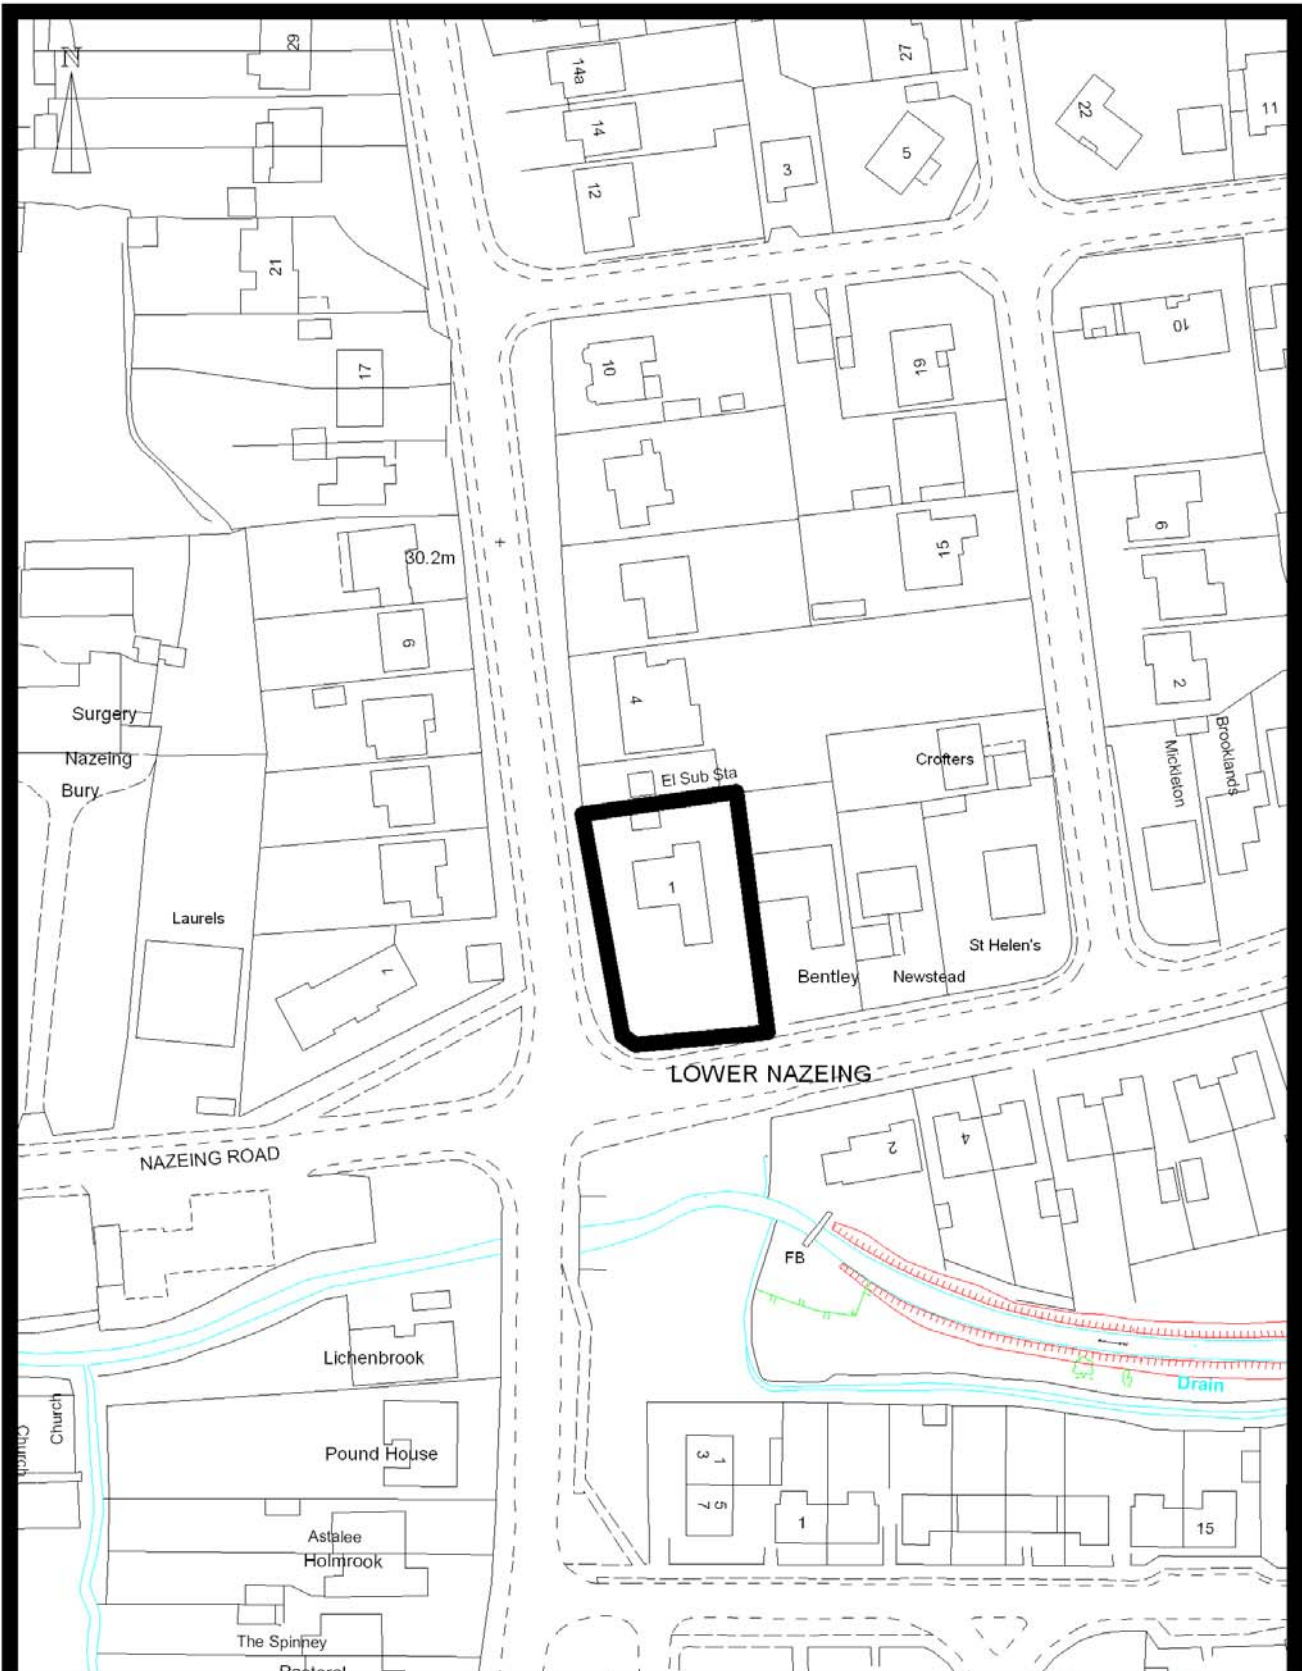 N
29
14a
27
22
11
14
5
3
12
21
10
17
10
19
9
15
30.2m
6
2
4
Surgery
Brooklands
Mickleton
El Sub Sta
Crofters
Nazeing
Bury
1
Laurels
St Helen's
1
Bentley
Newstead
LOWER NAZEING
NAZEING ROAD
2
4
FB
Lichenbrook
Drain
Church
Church
Pound House
3 1
7 5
1
15
Astalee
Holmrook
The Spinney
Pastoral